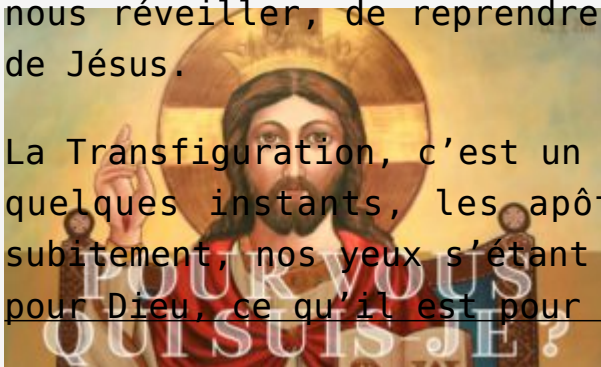 nous réveiller, de reprendre
de Jésus.
La Transfiguration, c’est un
quelques instants, les apôt
subitement, nos yeux s’étant
POUR VOUS
pour Dieu, ce qu’il est pour
QUI SUIS-JE ?